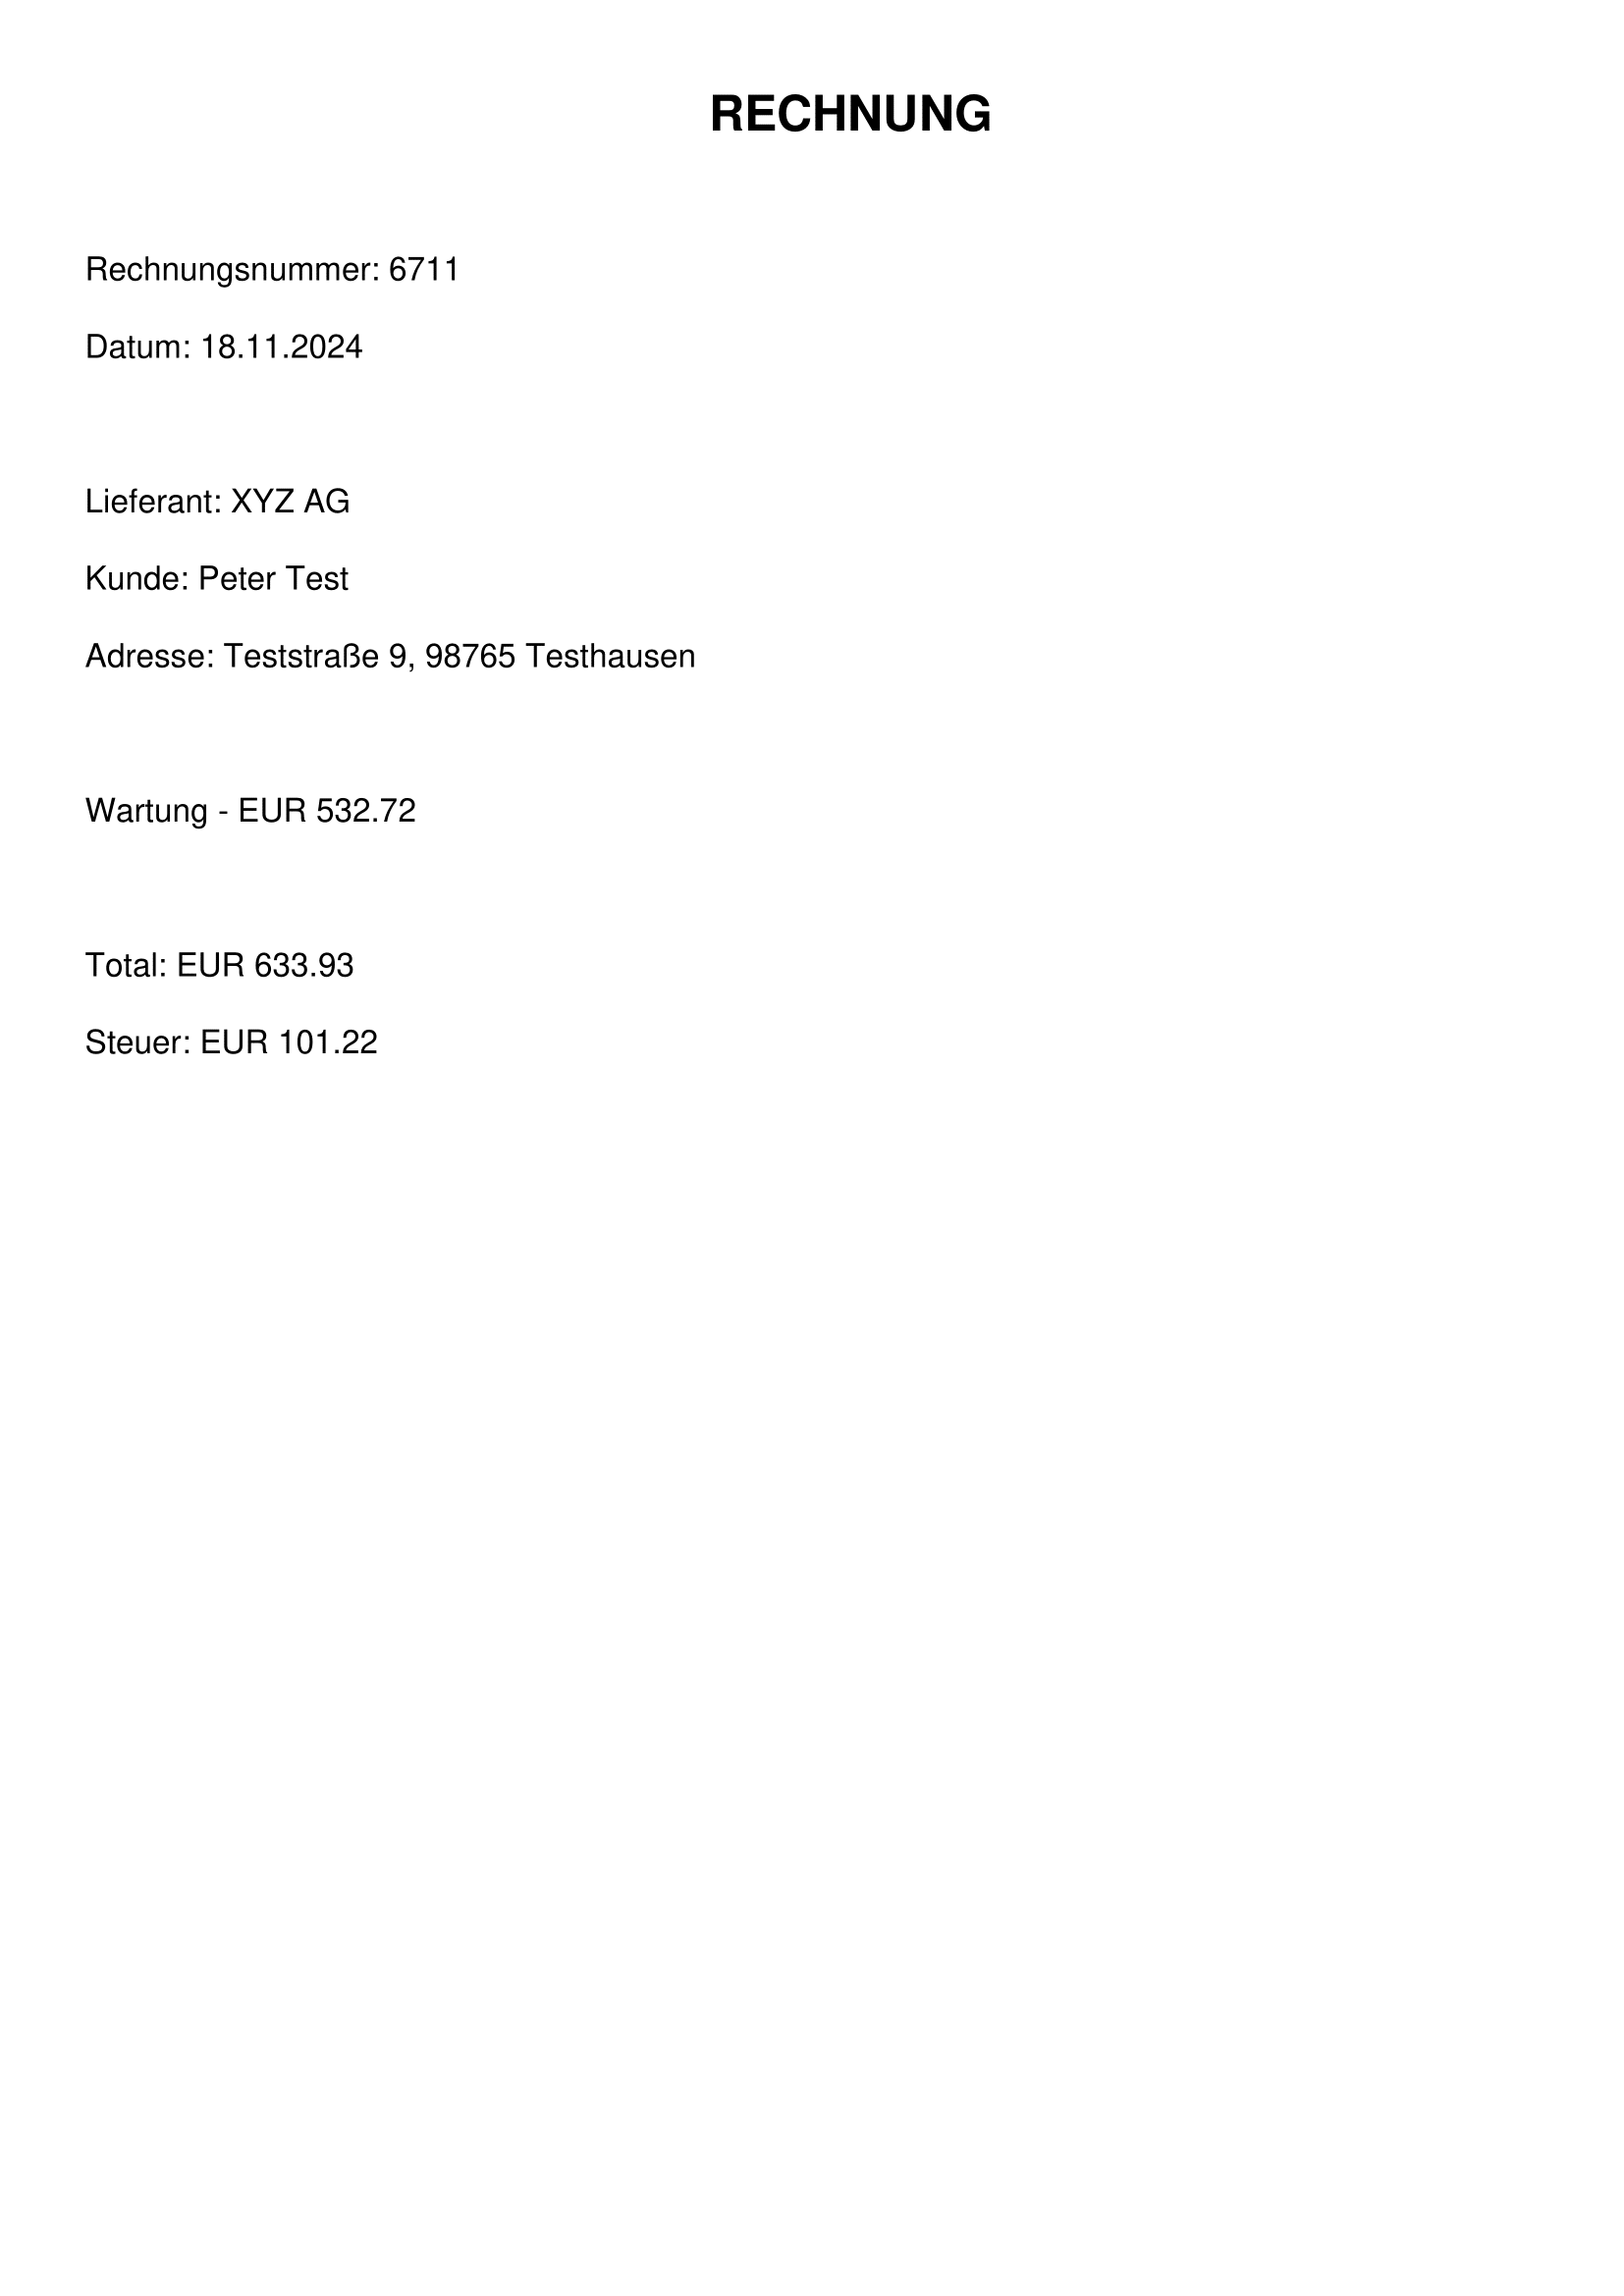 RECHNUNG
Rechnungsnummer: 6711
Datum: 18.11.2024
Lieferant: XYZ AG
Kunde: Peter Test
Adresse: Teststraße 9, 98765 Testhausen
Wartung - EUR 532.72
Total: EUR 633.93
Steuer: EUR 101.22